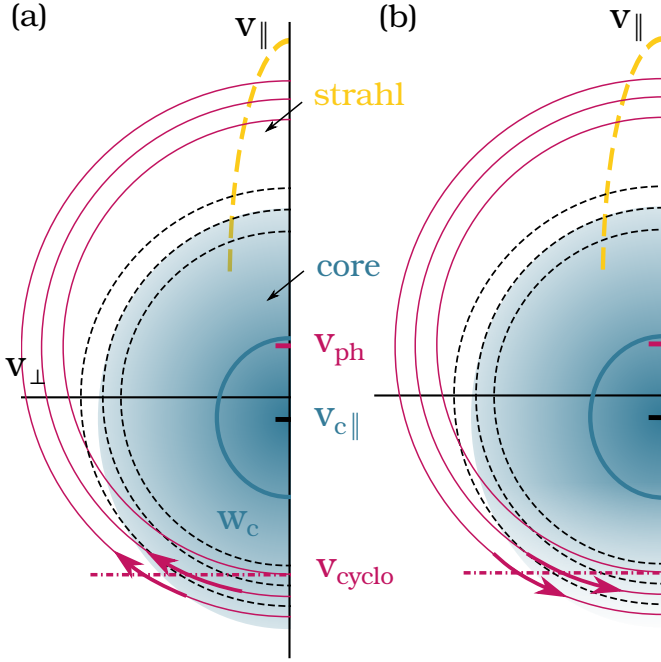 (a)
v∥
(b)
v∥
strahl
core
v⊥
vph
vc∥
wc
vcyclo